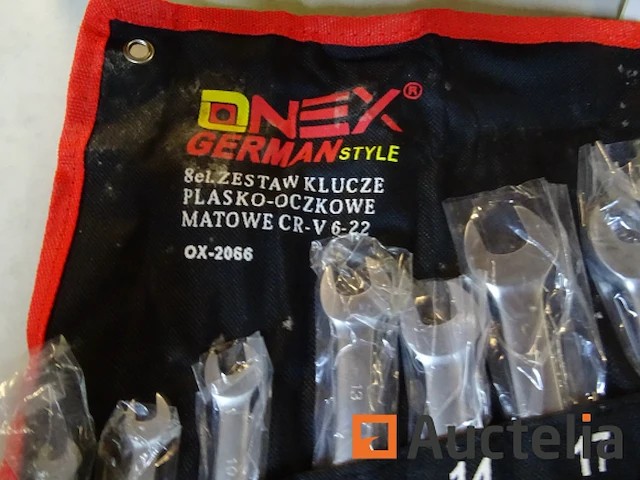 ONEX®
GERMAN STYLE
8el.ZESTAW KLUCZE
PLASKO-OCZKOWE
MATOWE CR-V 6-22
OX-2066
13
10
14
17
Auctelia